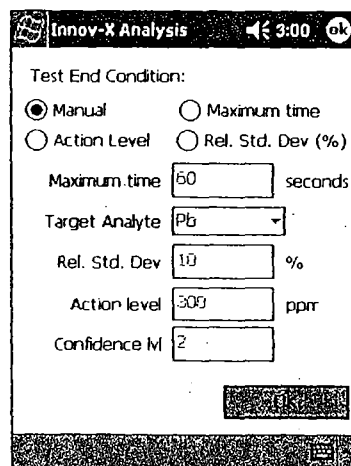 Innov-X Analysis 3:00 ok
Test End Condition:
Manual Maximum time
Action Level Rel. Std. Dev (%)
Maximum time 60 seconds
Target Analyte Pb
Rel. Std. Dev 10 %
Action level 300 ppm
Confidence lvl 2